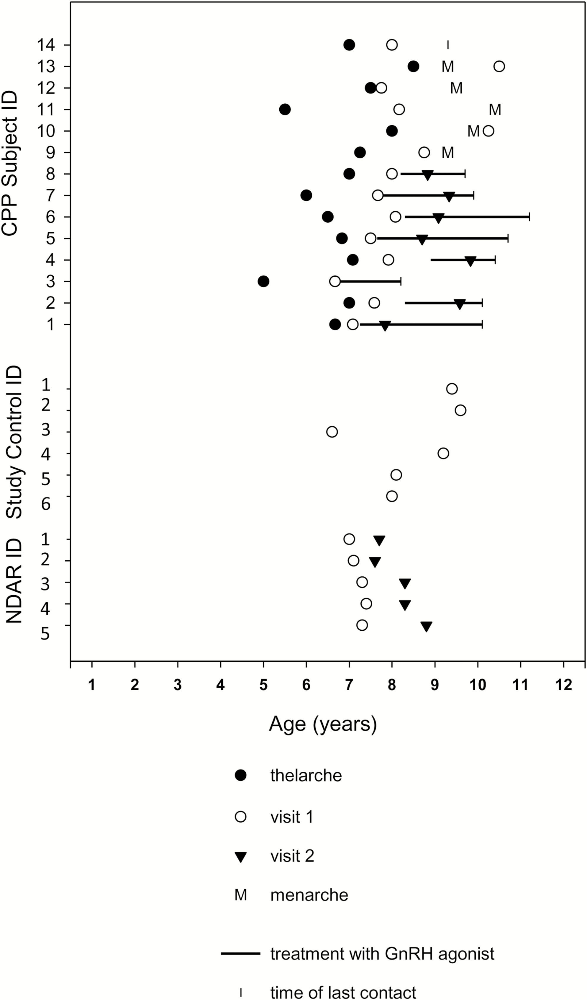 CPP Subject ID
14
13
12
11
10
9
8
7
6
5
4
3
2
1
M
M
M
M
M
Study Control ID
1
2
3
4
5
6
NDAR ID
1
2
3
4
5
1 2 3 4 5 6 7 8 9 10 11 12
Age (years)
thelarche
visit 1
visit 2
M menarche
treatment with GnRH agonist
time of last contact